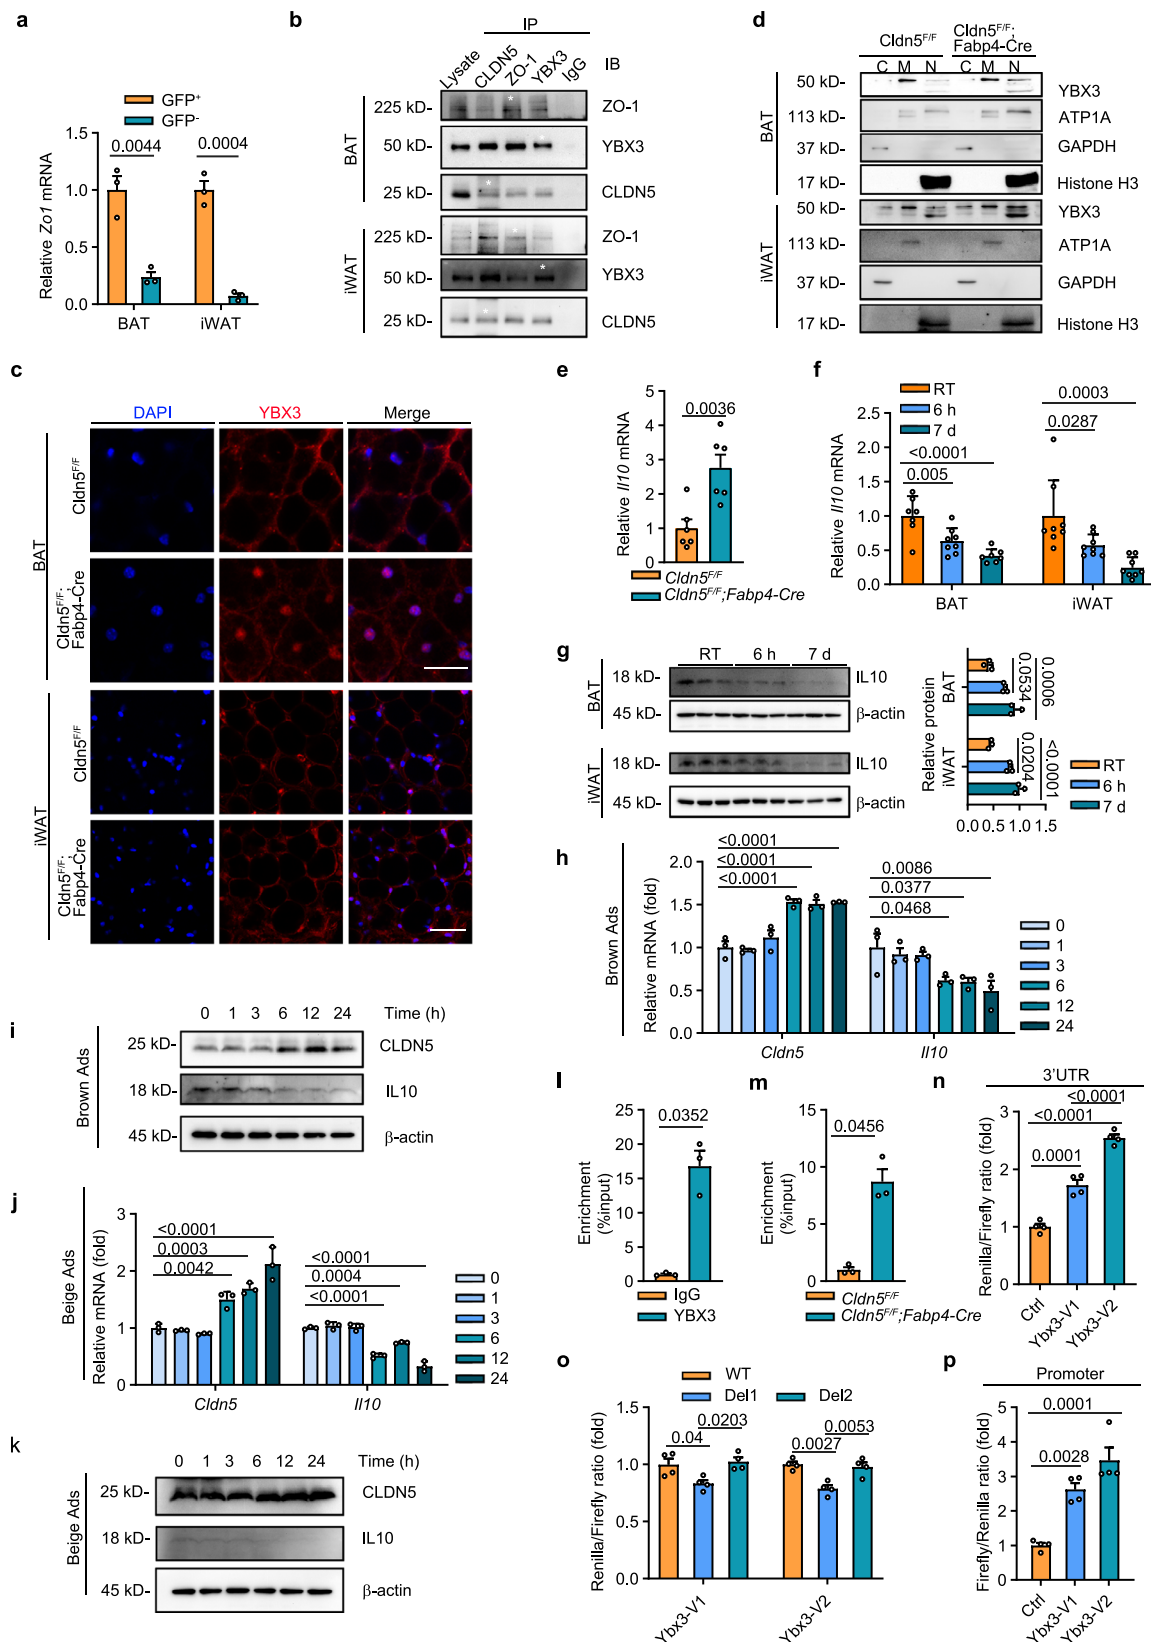 a
GFP+
GFP-
Relative Zo1 mRNA
1.5
1.0
0.5
0.0
0.0044
0.0004
BAT
iWAT
b
IP
Lysate
CLDN5
ZO-1
YBX3
IgG
IB
BAT
225 kD-
ZO-1
50 kD-
YBX3
25 kD-
CLDN5
iWAT
225 kD-
ZO-1
50 kD-
YBX3
25 kD-
CLDN5
* * * * * *
d
Cldn5F/F
Cldn5F/F;
Fabp4-Cre
C M N C M N
BAT
50 kD-
YBX3
113 kD-
ATP1A
37 kD-
GAPDH
17 kD-
Histone H3
iWAT
50 kD-
YBX3
113 kD-
ATP1A
37 kD-
GAPDH
17 kD-
Histone H3
c
DAPI
YBX3
Merge
BAT
Cldn5F/F
Cldn5F/F;
Fabp4-Cre
iWAT
Cldn5F/F
Cldn5F/F;
Fabp4-Cre
e
Relative Il10 mRNA
5
4
3
2
1
0
0.0036
Cldn5F/F
Cldn5F/F;Fabp4-Cre
f
RT
6 h
7 d
Relative Il10 mRNA
2.5
2.0
1.5
1.0
0.5
0.0
<0.0001
0.005
0.0003
0.0287
BAT
iWAT
g
RT 6 h 7 d
BAT
18 kD-
IL10
45 kD-
β-actin
iWAT
18 kD-
IL10
45 kD-
β-actin
Relative protein
BAT
iWAT
0.0006
0.0534
<0.0001
0.0204
RT
6 h
7 d
0.0 0.5 1.0 1.5
h
Brown Ads
Relative mRNA (fold)
2.0
1.5
1.0
0.5
0.0
<0.0001
<0.0001
<0.0001
0.0086
0.0377
0.0468
Cldn5
Il10
0
1
3
6
12
24
i
0 1 3 6 12 24 Time (h)
Brown Ads
25 kD-
CLDN5
18 kD-
IL10
45 kD-
β-actin
j
Beige Ads
Relative mRNA (fold)
3
2
1
0
<0.0001
0.0003
0.0042
<0.0001
0.0004
<0.0001
Cldn5
Il10
0
1
3
6
12
24
k
0 1 3 6 12 24 Time (h)
Beige Ads
25 kD-
CLDN5
18 kD-
IL10
45 kD-
β-actin
l
Enrichment
(%input)
25
20
15
10
5
0
0.0352
IgG
YBX3
m
Enrichment
(%input)
15
10
5
0
0.0456
Cldn5F/F
Cldn5F/F;Fabp4-Cre
n
3'UTR
Renilla/Firefly ratio (fold)
3
2
1
0
<0.0001
<0.0001
0.0001
Ctrl
Ybx3-V1
Ybx3-V2
o
WT
Del1
Del2
Renilla/Firefly ratio (fold)
1.5
1.0
0.5
0.0
0.04
0.0203
0.0027
0.0053
Ybx3-V1
Ybx3-V2
p
Promoter
Firefly/Renilla ratio (fold)
5
4
3
2
1
0
0.0001
0.0028
Ctrl
Ybx3-V1
Ybx3-V2